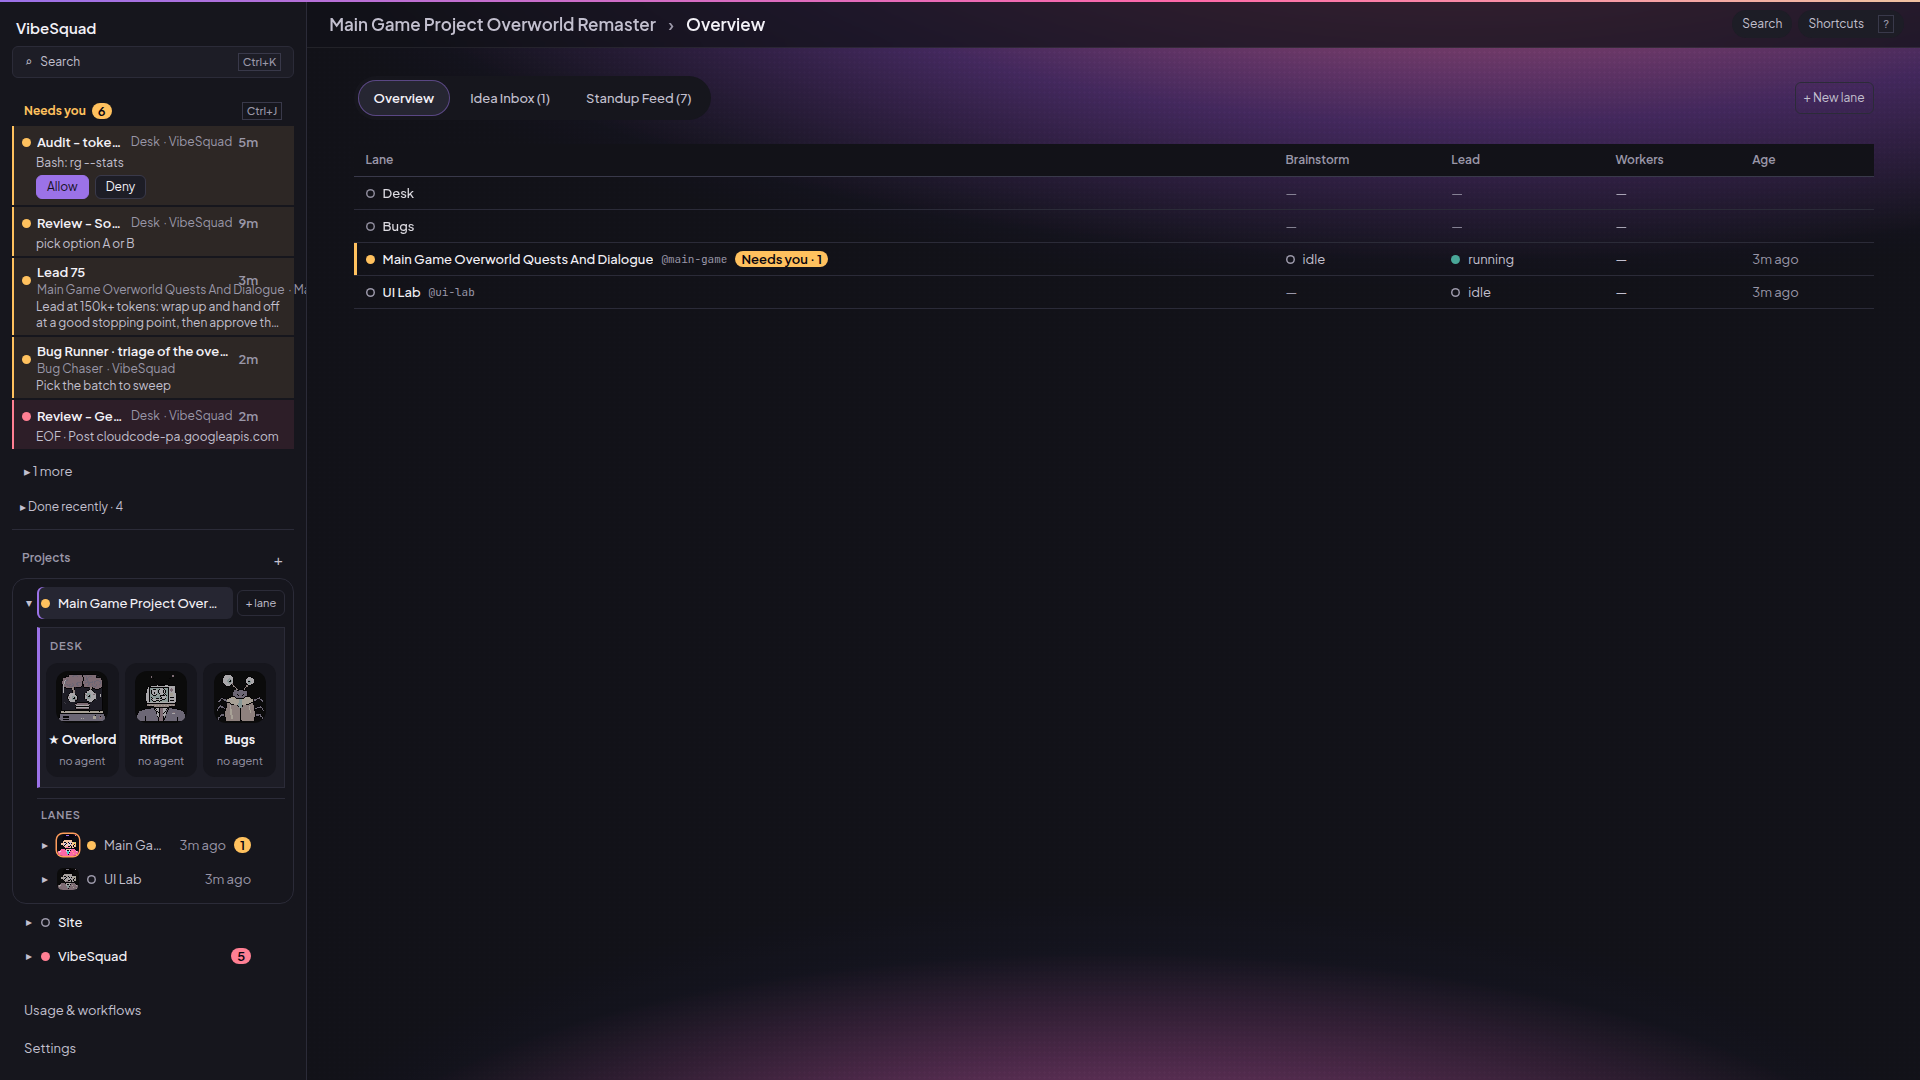 VibeSquad
Search Ctrl+K
Needs you 6 Ctrl+J
Audit – toke... Desk · VibeSquad 5m
Bash: rg --stats
Allow Deny
Review – So... Desk · VibeSquad 9m
pick option A or B
Lead 75
3m
Main Game Overworld Quests And Dialogue · Ma
Lead at 150k+ tokens: wrap up and hand off
at a good stopping point, then approve th...
Bug Runner · triage of the ove...
2m
Bug Chaser · VibeSquad
Pick the batch to sweep
Review – Ge... Desk · VibeSquad 2m
EOF · Post cloudcode-pa.googleapis.com
▸ 1 more
▸ Done recently · 4
Projects +
▾ Main Game Project Over... + lane
DESK
★ Overlord RiffBot Bugs
no agent no agent no agent
LANES
▸ Main Ga... 3m ago 1
▸ UI Lab 3m ago
▸ Site
▸ VibeSquad 5
Usage & workflows
Settings
Main Game Project Overworld Remaster › Overview
Search Shortcuts ?
Overview Idea Inbox (1) Standup Feed (7)
+ New lane
Lane Brainstorm Lead Workers Age
Desk — — —
Bugs — — —
Main Game Overworld Quests And Dialogue @main-game Needs you · 1 idle running — 3m ago
UI Lab @ui-lab — idle — 3m ago